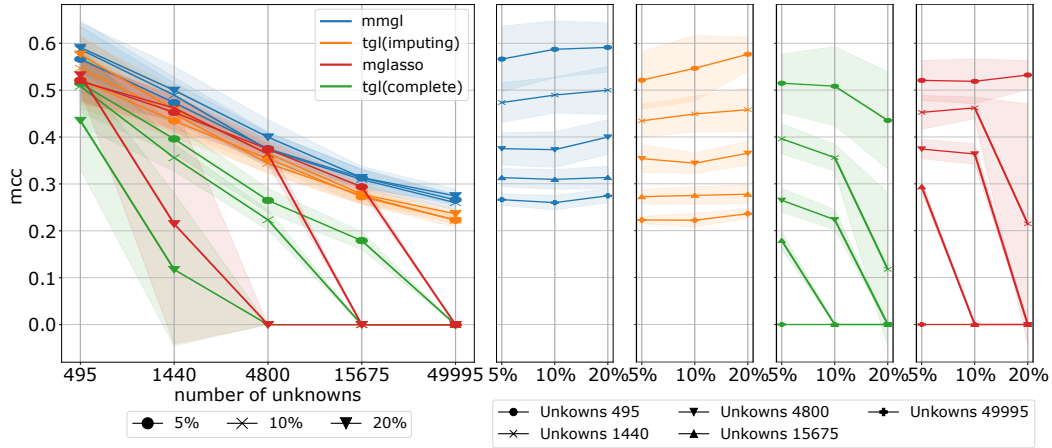 mmgl
tgl(imputing)
mglasso
tgl(complete)
mcc
0.6
0.5
0.4
0.3
0.2
0.1
0.0
495 1440 4800 15675 49995
number of unknowns
5% 10% 20%
5% 10% 20%
5% 10% 20%
5% 10% 20%
5% 10% 20%
Unkowns 495 Unkowns 4800 Unkowns 49995
Unkowns 1440 Unkowns 15675